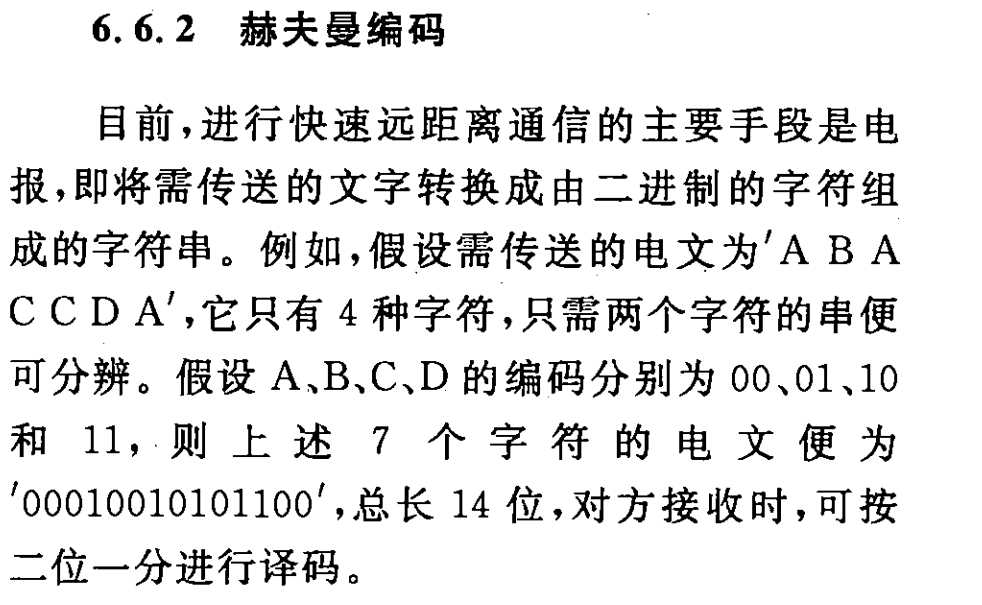 6.6.2 赫夫曼编码
目前,进行快速远距离通信的主要手段是电
报,即将需传送的文字转换成由二进制的字符组
成的字符串。例如,假设需传送的电文为′A B A
C C D A′,它只有 4 种字符,只需两个字符的串便
可分辨。假设 A、B、C、D 的编码分别为 00、01、10
和 11,则上述 7 个字符的电文便为
′00010010101100′,总长 14 位,对方接收时,可按
二位一分进行译码。